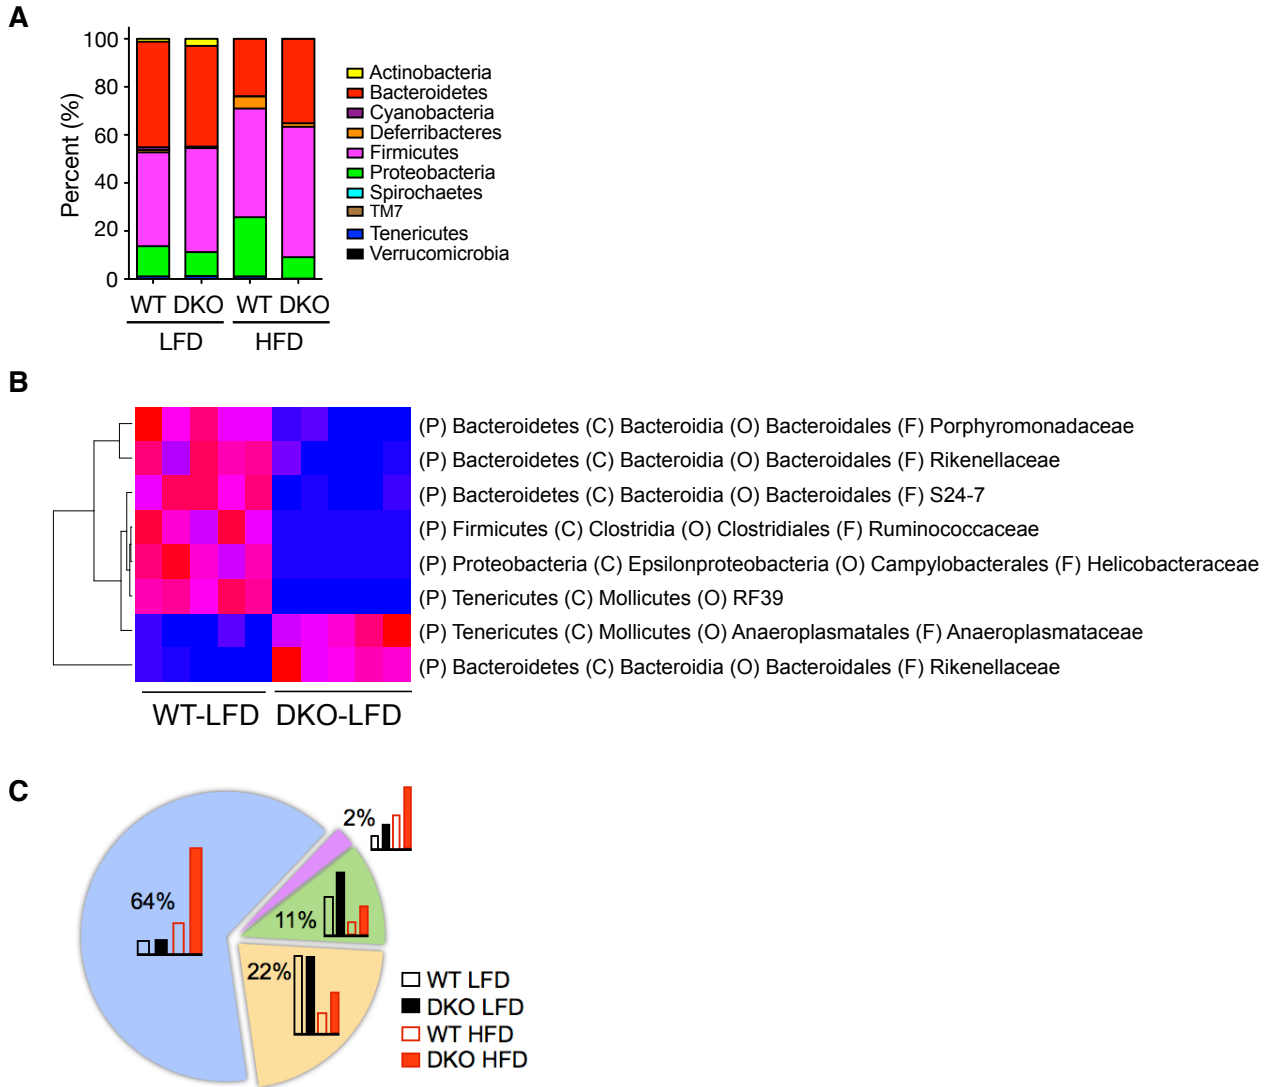 A
Percent (%)
100
80
60
40
20
0
WT DKO WT DKO
LFD HFD
Actinobacteria
Bacteroidetes
Cyanobacteria
Deferribacteres
Firmicutes
Proteobacteria
Spirochaetes
TM7
Tenericutes
Verrucomicrobia
B
(P) Bacteroidetes (C) Bacteroidia (O) Bacteroidales (F) Porphyromonadaceae
(P) Bacteroidetes (C) Bacteroidia (O) Bacteroidales (F) Rikenellaceae
(P) Bacteroidetes (C) Bacteroidia (O) Bacteroidales (F) S24-7
(P) Firmicutes (C) Clostridia (O) Clostridiales (F) Ruminococcaceae
(P) Proteobacteria (C) Epsilonproteobacteria (O) Campylobacterales (F) Helicobacteraceae
(P) Tenericutes (C) Mollicutes (O) RF39
(P) Tenericutes (C) Mollicutes (O) Anaeroplasmatales (F) Anaeroplasmataceae
(P) Bacteroidetes (C) Bacteroidia (O) Bacteroidales (F) Rikenellaceae
WT-LFD DKO-LFD
C
2%
64%
11%
22%
WT LFD
DKO LFD
WT HFD
DKO HFD